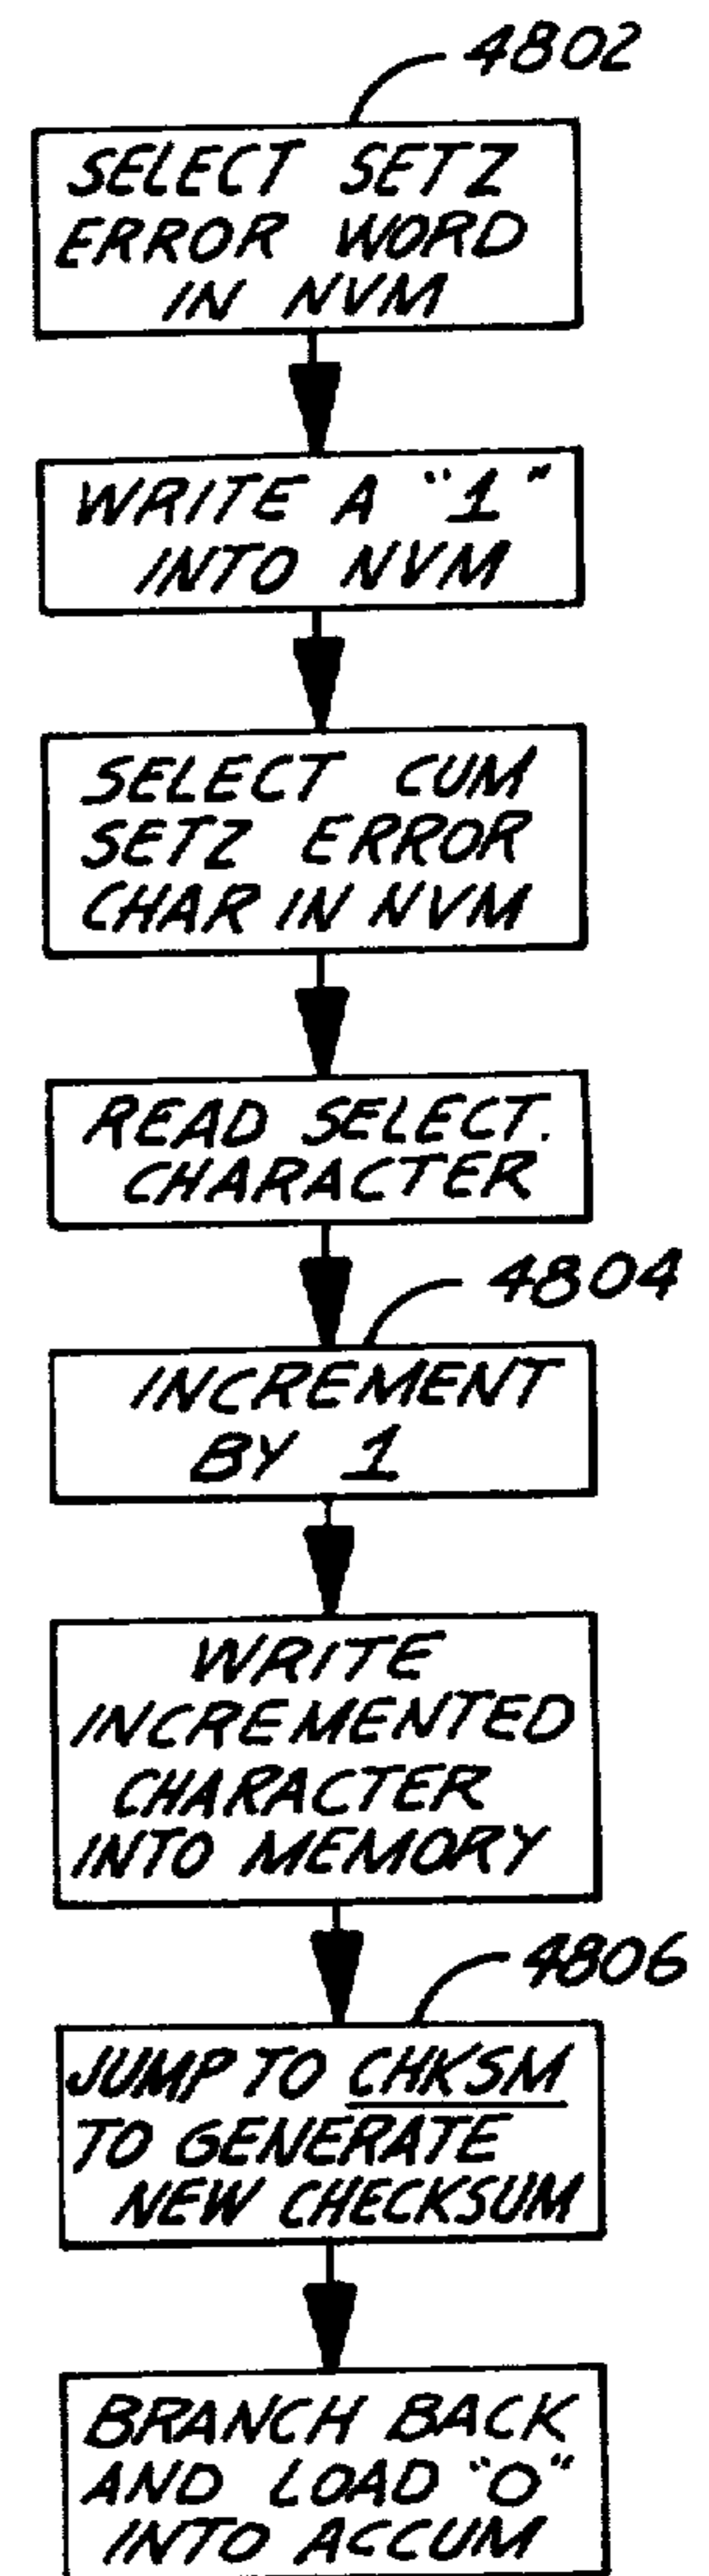 4802
SELECT SETZ
ERROR WORD
IN NVM
WRITE A "1"
INTO NVM
SELECT CUM
SETZ ERROR
CHAR IN NVM
READ SELECT.
CHARACTER
4804
INCREMENT
BY 1
WRITE
INCREMENTED
CHARACTER
INTO MEMORY
4806
JUMP TO CHKSM
TO GENERATE
NEW CHECKSUM
BRANCH BACK
AND LOAD "0"
INTO ACCUM